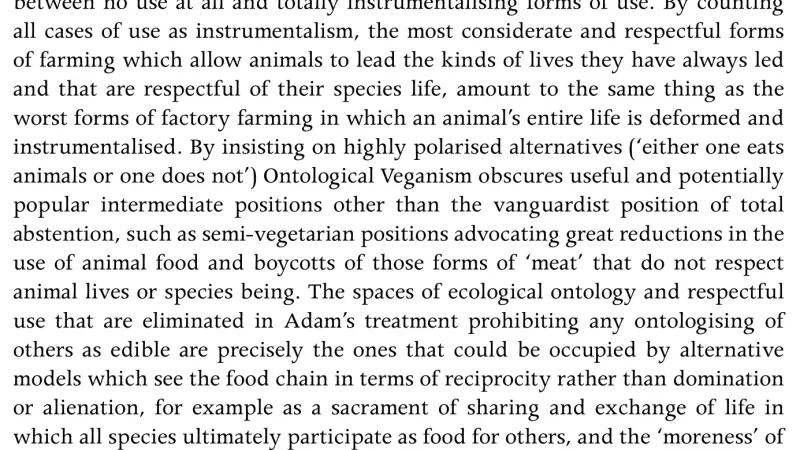 between no use at all and totally instrumentalising forms of use. By counting
all cases of use as instrumentalism, the most considerate and respectful forms
of farming which allow animals to lead the kinds of lives they have always led
and that are respectful of their species life, amount to the same thing as the
worst forms of factory farming in which an animal's entire life is deformed and
instrumentalised. By insisting on highly polarised alternatives ('either one eats
animals or one does not') Ontological Veganism obscures useful and potentially
popular intermediate positions other than the vanguardist position of total
abstention, such as semi-vegetarian positions advocating great reductions in the
use of animal food and boycotts of those forms of 'meat' that do not respect
animal lives or species being. The spaces of ecological ontology and respectful
use that are eliminated in Adam's treatment prohibiting any ontologising of
others as edible are precisely the ones that could be occupied by alternative
models which see the food chain in terms of reciprocity rather than domination
or alienation, for example as a sacrament of sharing and exchange of life in
which all species ultimately participate as food for others, and the 'moreness' of